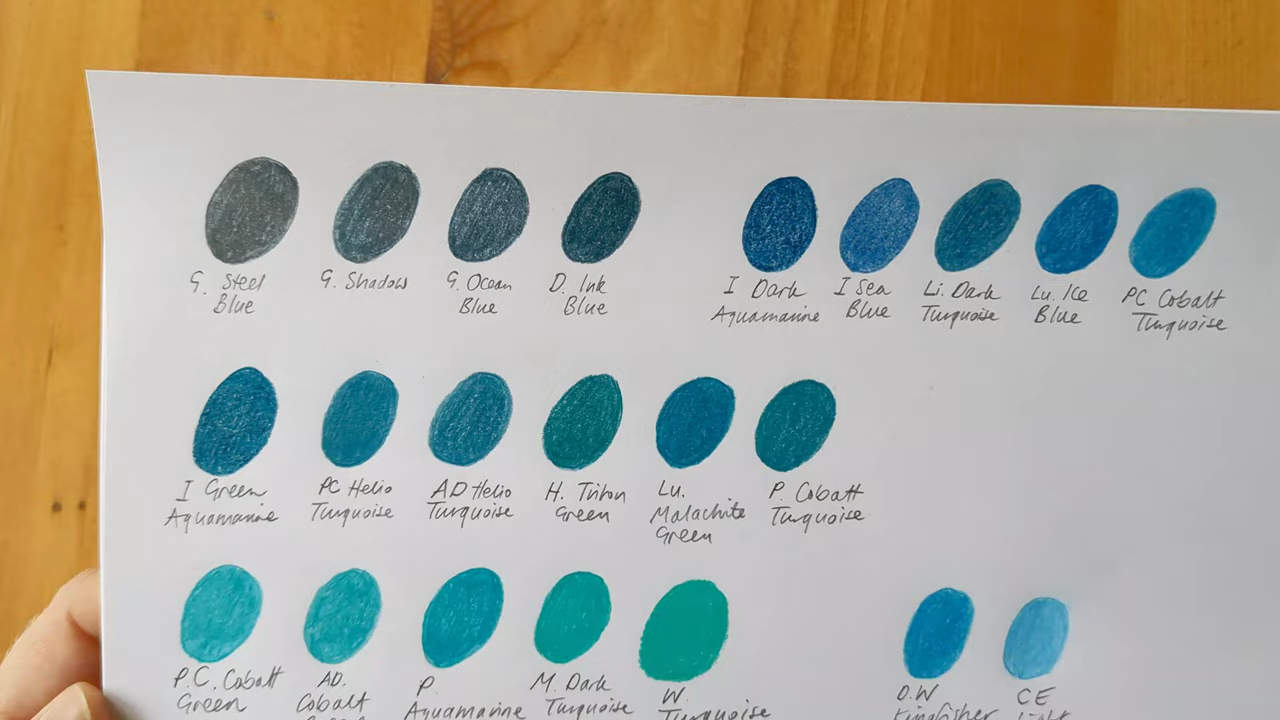 G. Steel
Blue
G. Shadow
G. Ocean
Blue
D. Ink
Blue
I Dark
Aquamarine
I Sea
Blue
Li. Dark
Turquoise
Lu. Ice
Blue
PC Cobalt
Turquoise
I Green
Aquamarine
PC Helio
Turquoise
AD Helio
Turquoise
H. Triton
Green
Lu.
Malachite
Green
P. Cobalt
Turquoise
P.C. Cobalt
Green
AD.
Cobalt
P.
Aquamarine
M. Dark
Turquoise
W.
Turquoise
D.W
Kingfisher
CE